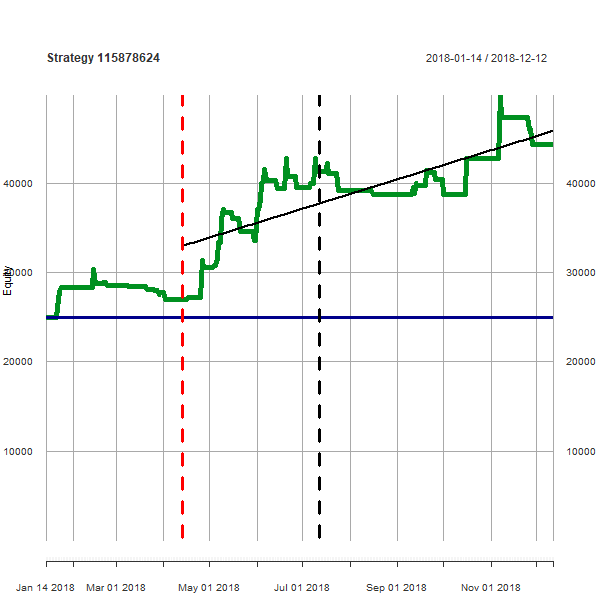 Strategy 115878624 2018-01-14 / 2018-12-12
40000 40000
30000 30000
Equity
20000 20000
10000 10000
Jan 14 2018 Mar 01 2018 May 01 2018 Jul 01 2018 Sep 01 2018 Nov 01 2018